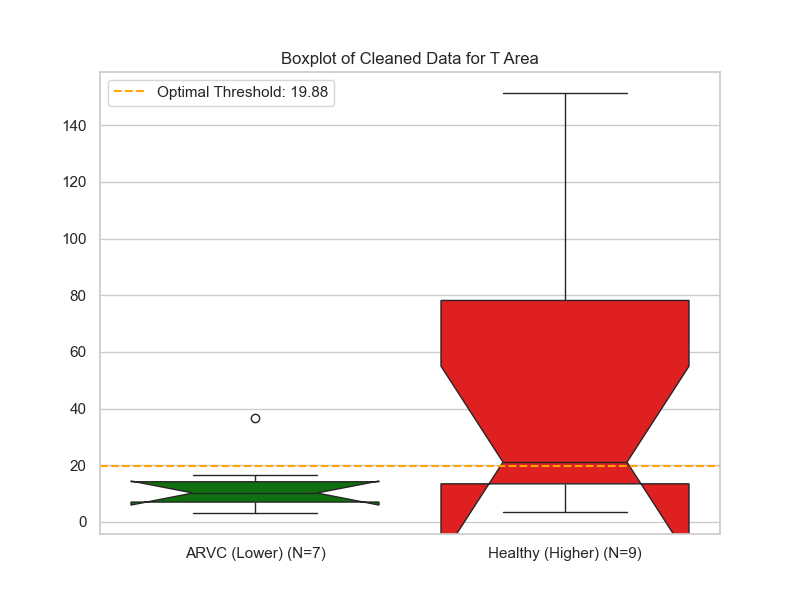 Boxplot of Cleaned Data for T Area
Optimal Threshold: 19.88
140
120
100
80
60
40
20
0
ARVC (Lower) (N=7)
Healthy (Higher) (N=9)